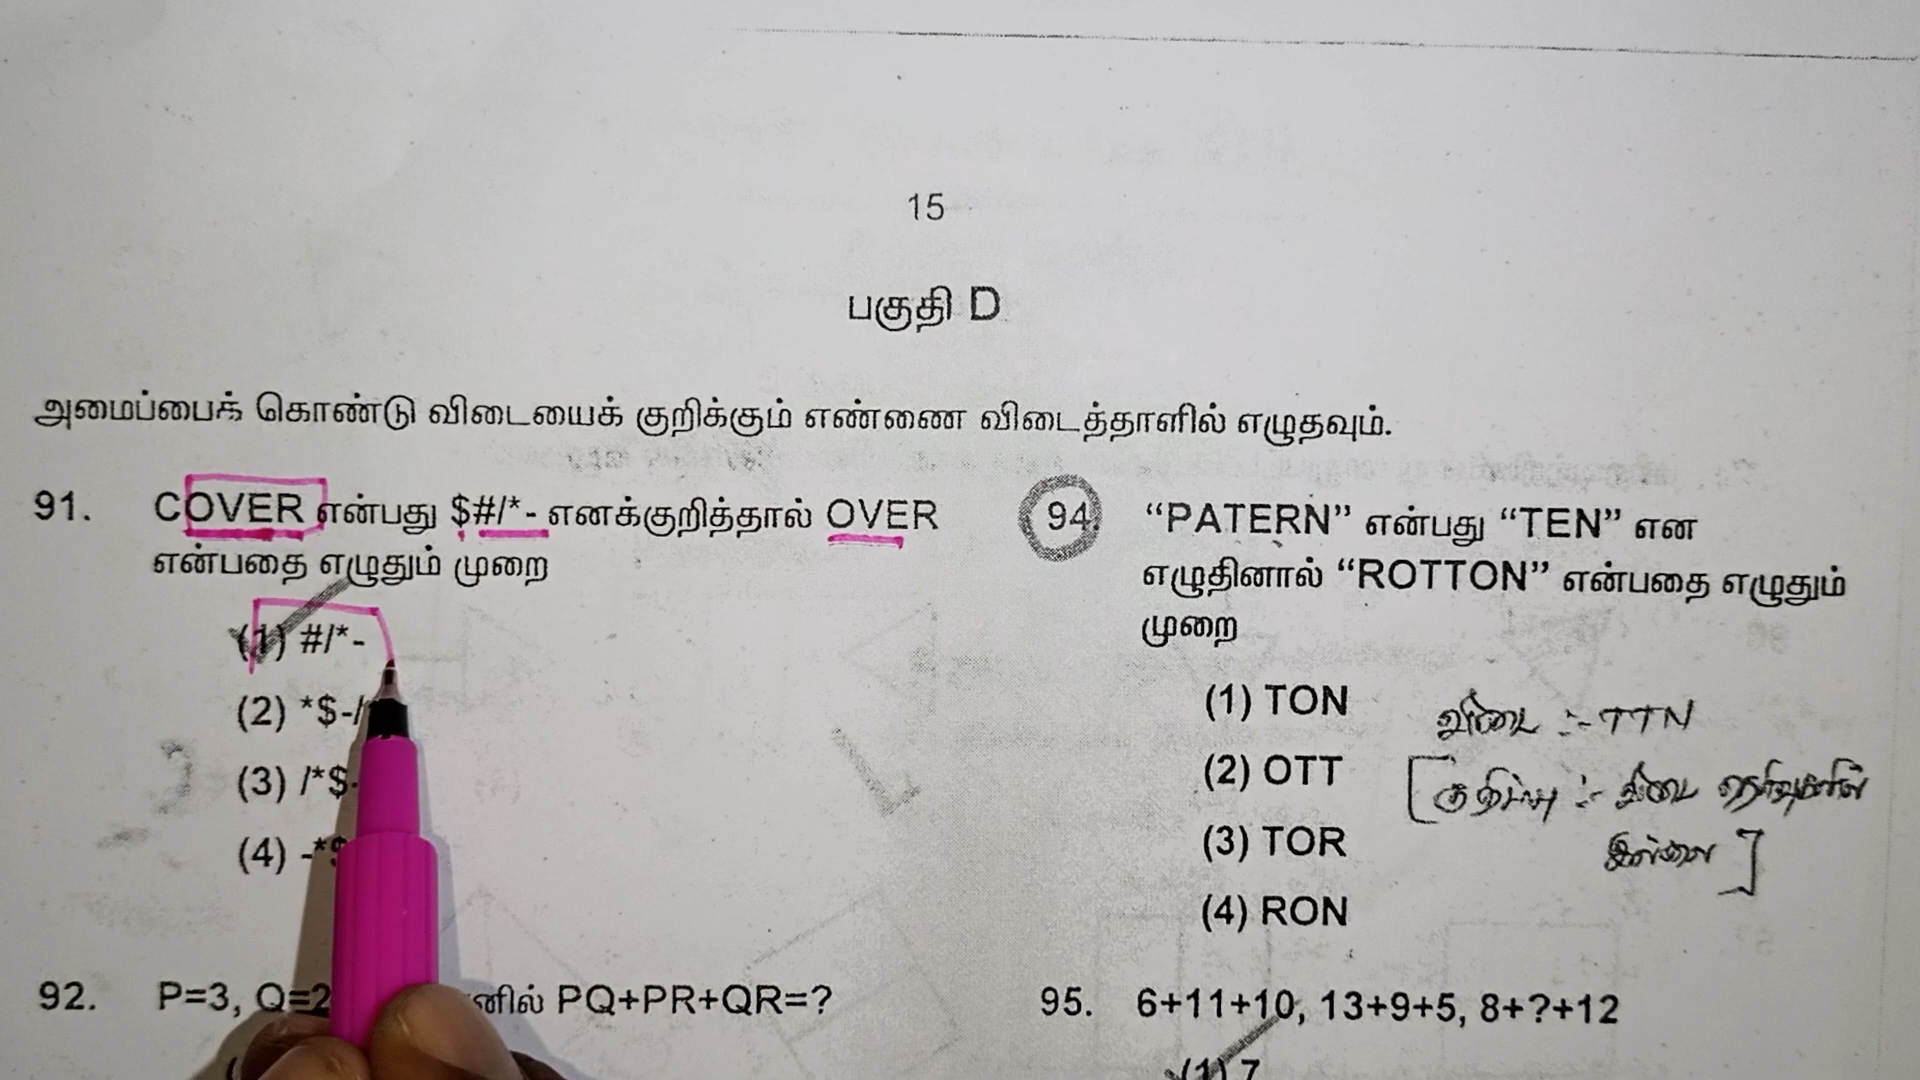 15
பகுதி D
அமைப்பைக் கொண்டு விடையைக் குறிக்கும் எண்ணை விடைத்தாளில் எழுதவும்.
91. COVER என்பது $#/*- எனக்குறித்தால் OVER
என்பதை எழுதும் முறை
(1) #/*-
(2) *$-/
(3) /*$-
(4) -*$
92. P=3, Q=2 னில் PQ+PR+QR=?
94. “PATERN” என்பது “TEN” என
எழுதினால் “ROTTON” என்பதை எழுதும்
முறை
(1) TON
(2) OTT
(3) TOR
(4) RON
விடை :- TTN
[குறிப்பு :- விடை தெரிவுகளில்
இல்லை]
95. 6+11+10, 13+9+5, 8+?+12
(1) 7